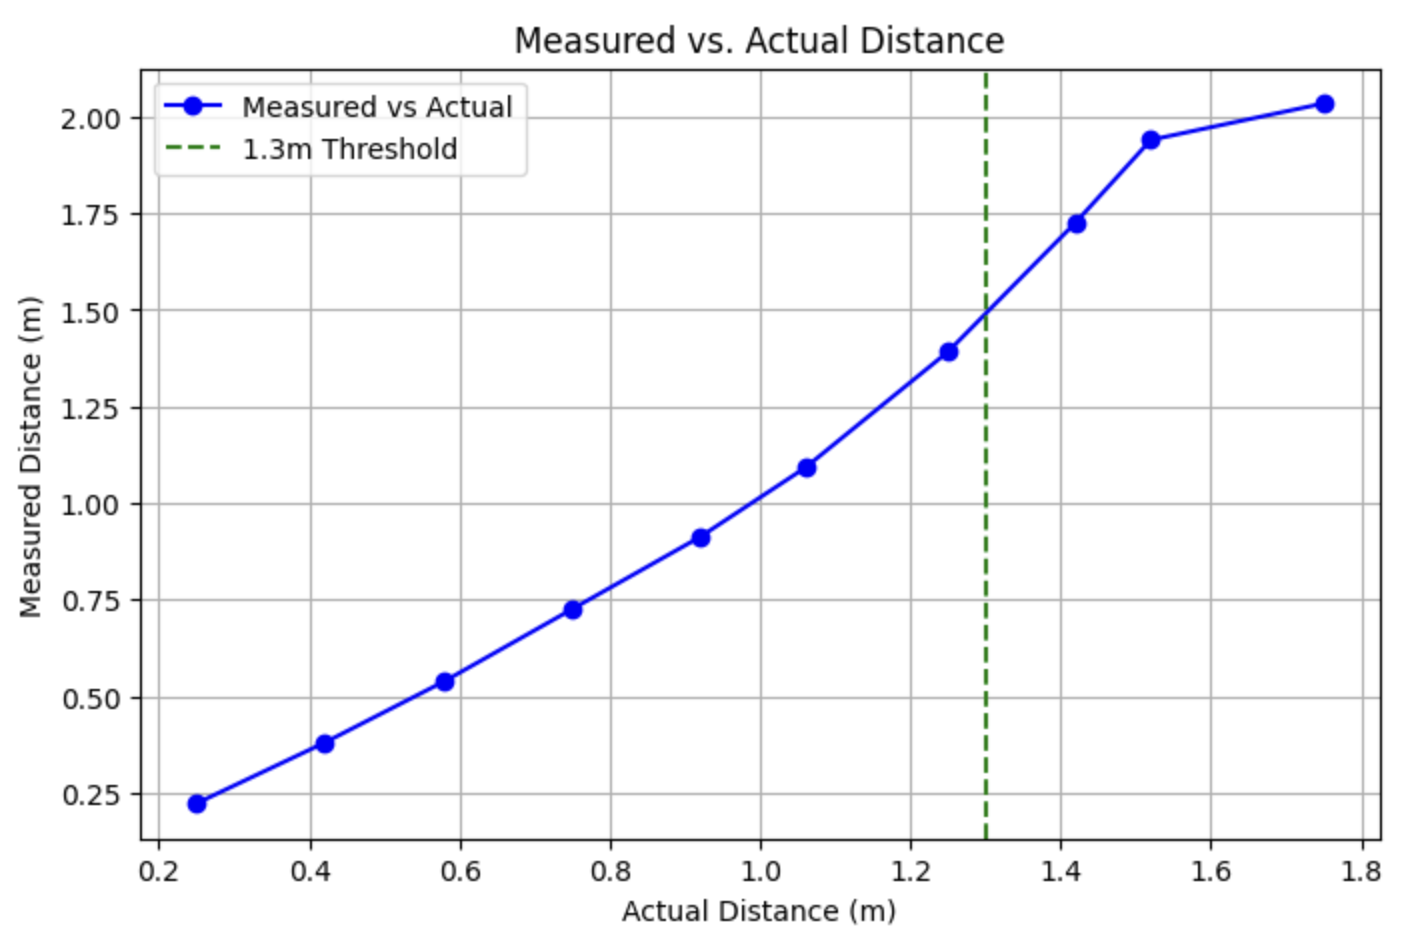 Measured vs. Actual Distance
Measured vs Actual
1.3m Threshold
2.00
1.75
1.50
1.25
1.00
0.75
0.50
0.25
Measured Distance (m)
0.2 0.4 0.6 0.8 1.0 1.2 1.4 1.6 1.8
Actual Distance (m)